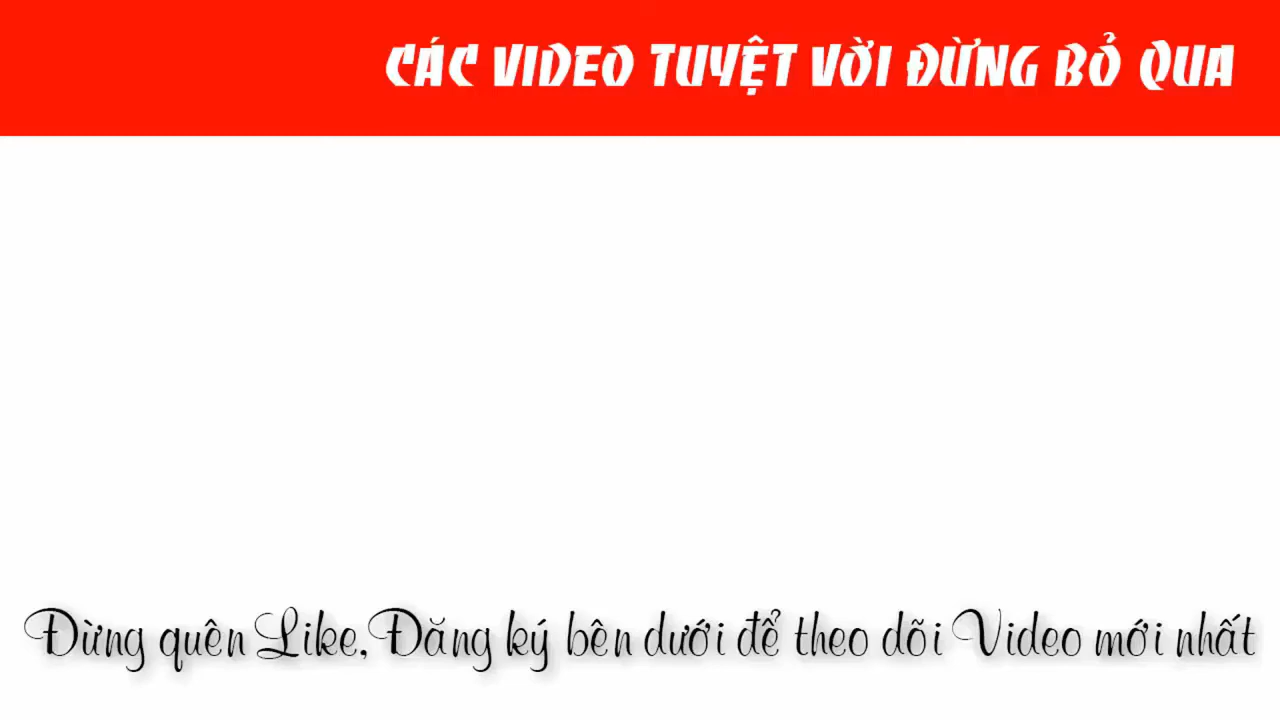 CÁC VIDEO TUYỆT VỜI ĐỪNG BỎ QUA
Đừng quên Like, Đăng ký bên dưới để theo dõi Video mới nhất